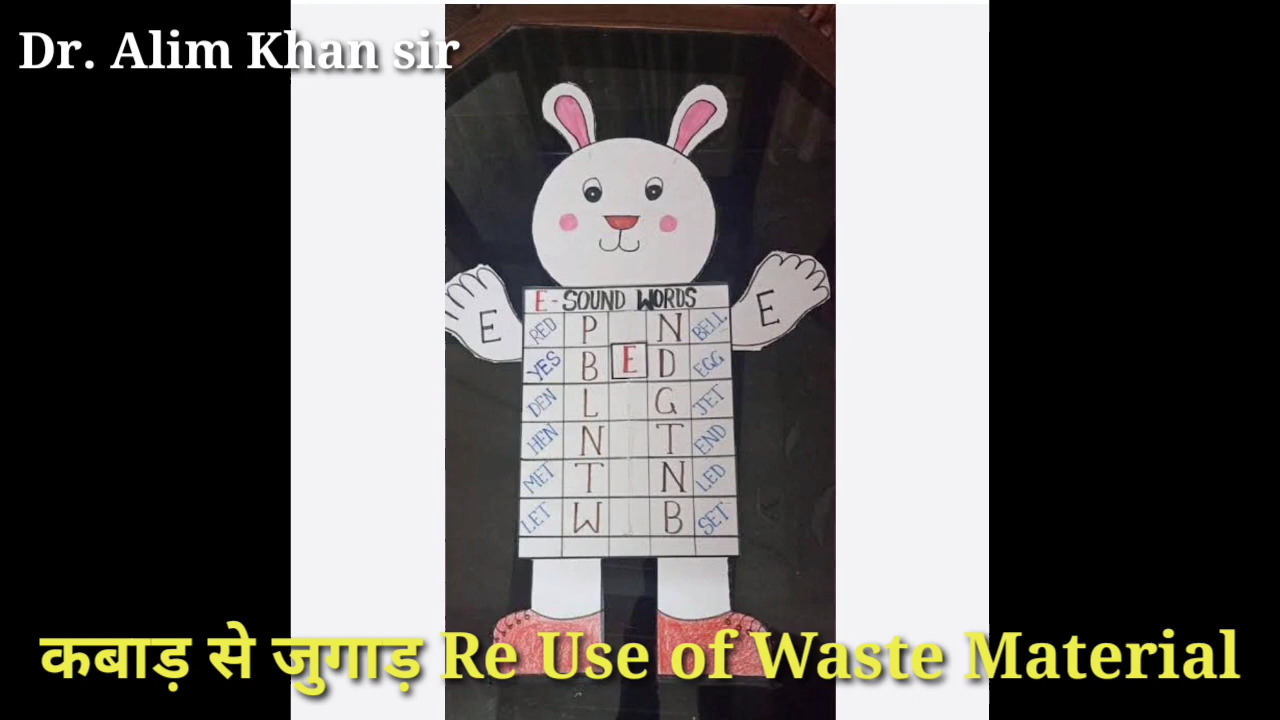 Dr. Alim Khan sir
E - SOUND WORDS
E
E
RED P N BELL
YES B E D EGG
DEN L G JET
HEN N T END
MET T N LED
LET W B SET
कबाड़ से जुगाड़ Re Use of Waste Material